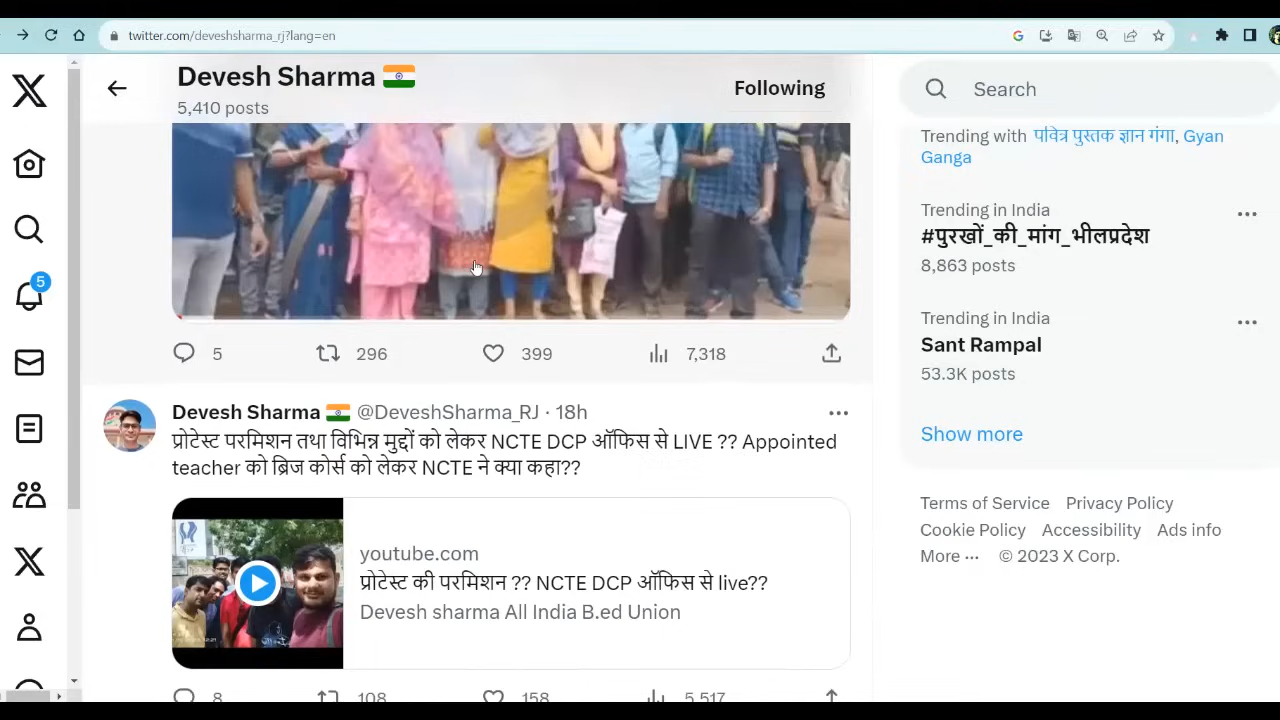 twitter.com/deveshsharma_rj?lang=en
Devesh Sharma
5,410 posts
Following
Search
5
Trending with पवित्र पुस्तक ज्ञान गंगा, Gyan
Ganga
Trending in India
#पुरखों_की_मांग_भीलप्रदेश
8,863 posts
Trending in India
Sant Rampal
53.3K posts
Show more
Terms of Service Privacy Policy
Cookie Policy Accessibility Ads info
More ··· © 2023 X Corp.
5 296 399 7,318
Devesh Sharma @DeveshSharma_RJ · 18h
प्रोटेस्ट परमिशन तथा विभिन्न मुद्दों को लेकर NCTE DCP ऑफिस से LIVE ?? Appointed
teacher को ब्रिज कोर्स को लेकर NCTE ने क्या कहा??
youtube.com
प्रोटेस्ट की परमिशन ?? NCTE DCP ऑफिस से live??
Devesh sharma All India B.ed Union
8 108 158 5,517